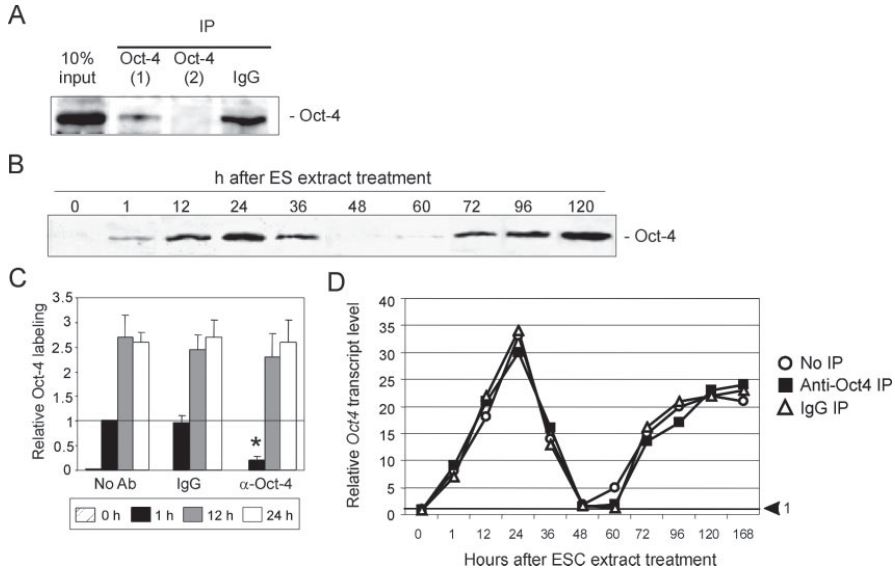 A
IP
10% input
Oct-4 (1)
Oct-4 (2)
IgG
- Oct-4
B
h after ES extract treatment
0 1 12 24 36 48 60 72 96 120
- Oct-4
C
Relative Oct-4 labeling
3.5
3
2.5
2
1.5
1
0.5
0
*
No Ab IgG α-Oct-4
0 h 1 h 12 h 24 h
D
Relative Oct4 transcript level
40
35
30
25
20
15
10
5
0
0 1 12 24 36 48 60 72 96 120 168
Hours after ESC extract treatment
No IP
Anti-Oct4 IP
IgG IP
1